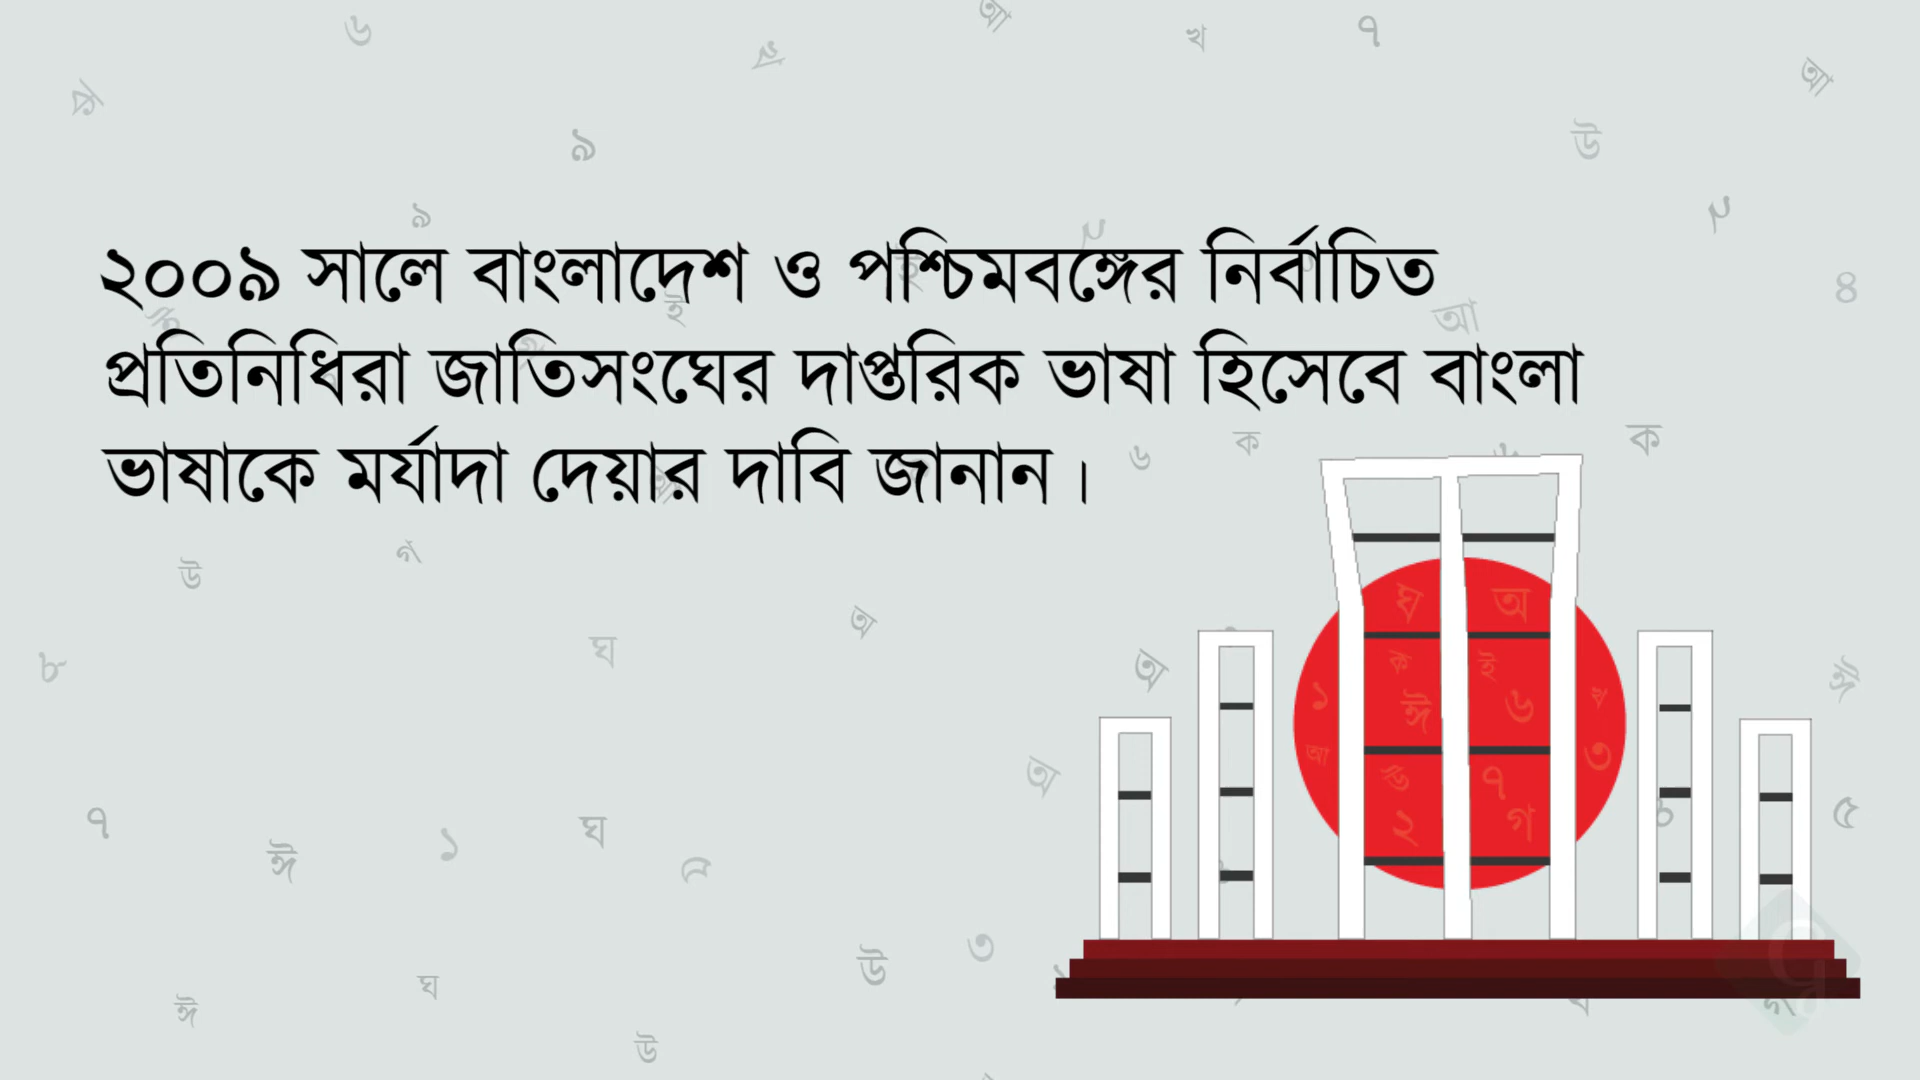 ২০০৯ সালে বাংলাদেশ ও পশ্চিমবঙ্গের নির্বাচিত
প্রতিনিধিরা জাতিসংঘের দাপ্তরিক ভাষা হিসেবে বাংলা
ভাষাকে মর্যাদা দেয়ার দাবি জানান।